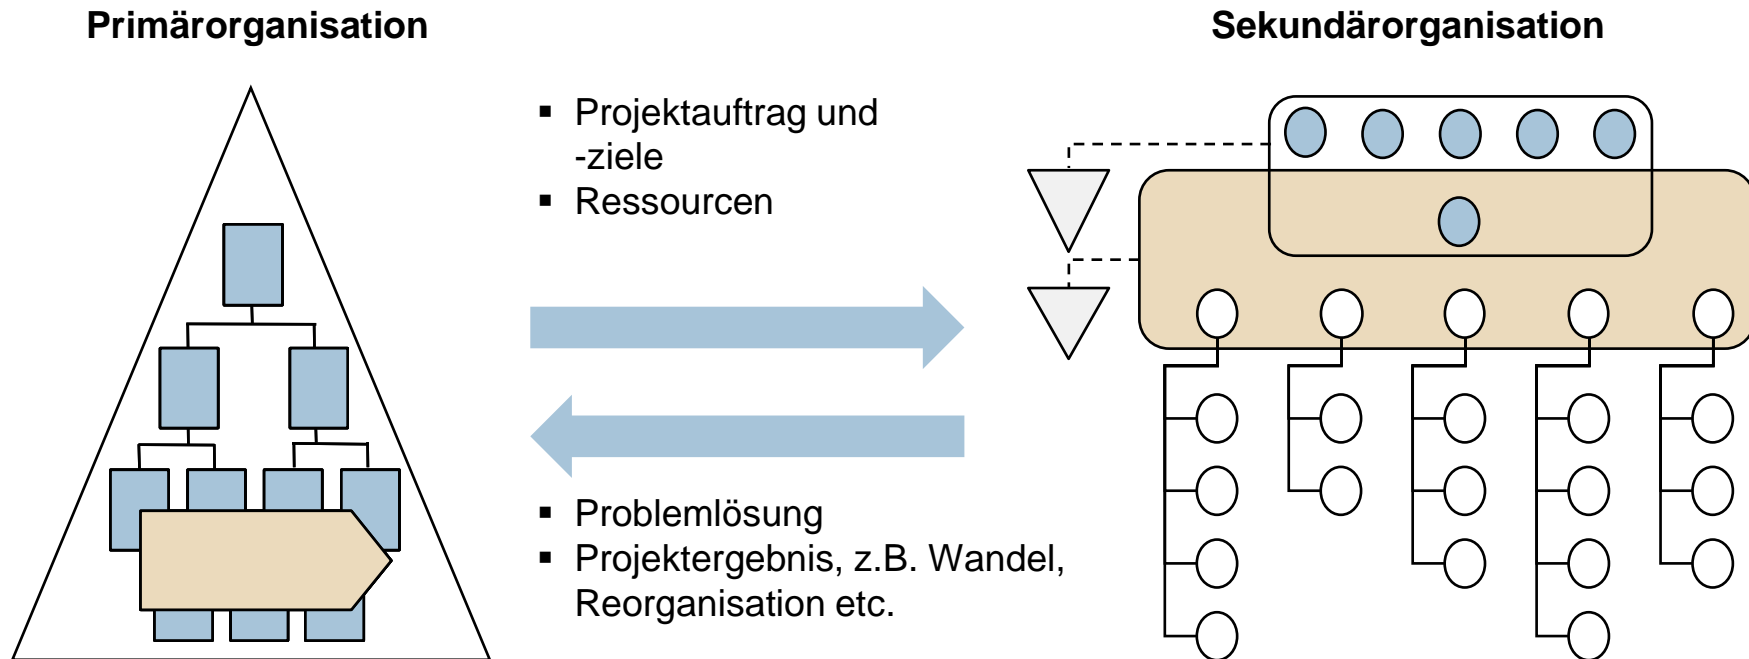 Primärorganisation
Sekundärorganisation
▪ Projektauftrag und
-ziele
▪ Ressourcen
▪ Problemlösung
▪ Projektergebnis, z.B. Wandel,
Reorganisation etc.